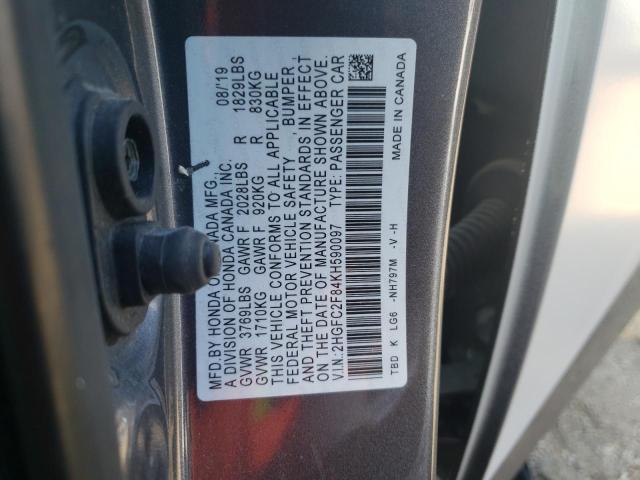 MFD.BY HONDA OF CANADA MFG., 08/'19
A DIVISION OF HONDA CANADA INC.
GVWR 3769LBS GAWR F 2028LBS R 1829LBS
GVWR 1710KG GAWR F 920KG R 830KG
THIS VEHICLE CONFORMS TO ALL APPLICABLE
FEDERAL MOTOR VEHICLE SAFETY , BUMPER,
AND THEFT PREVENTION STANDARDS IN EFFECT
ON THE DATE OF MANUFACTURE SHOWN ABOVE.
V.I.N.:2HGFC2F84KH590097 TYPE: PASSENGER CAR
TBD K LG6 -NH797M -V -H MADE IN CANADA